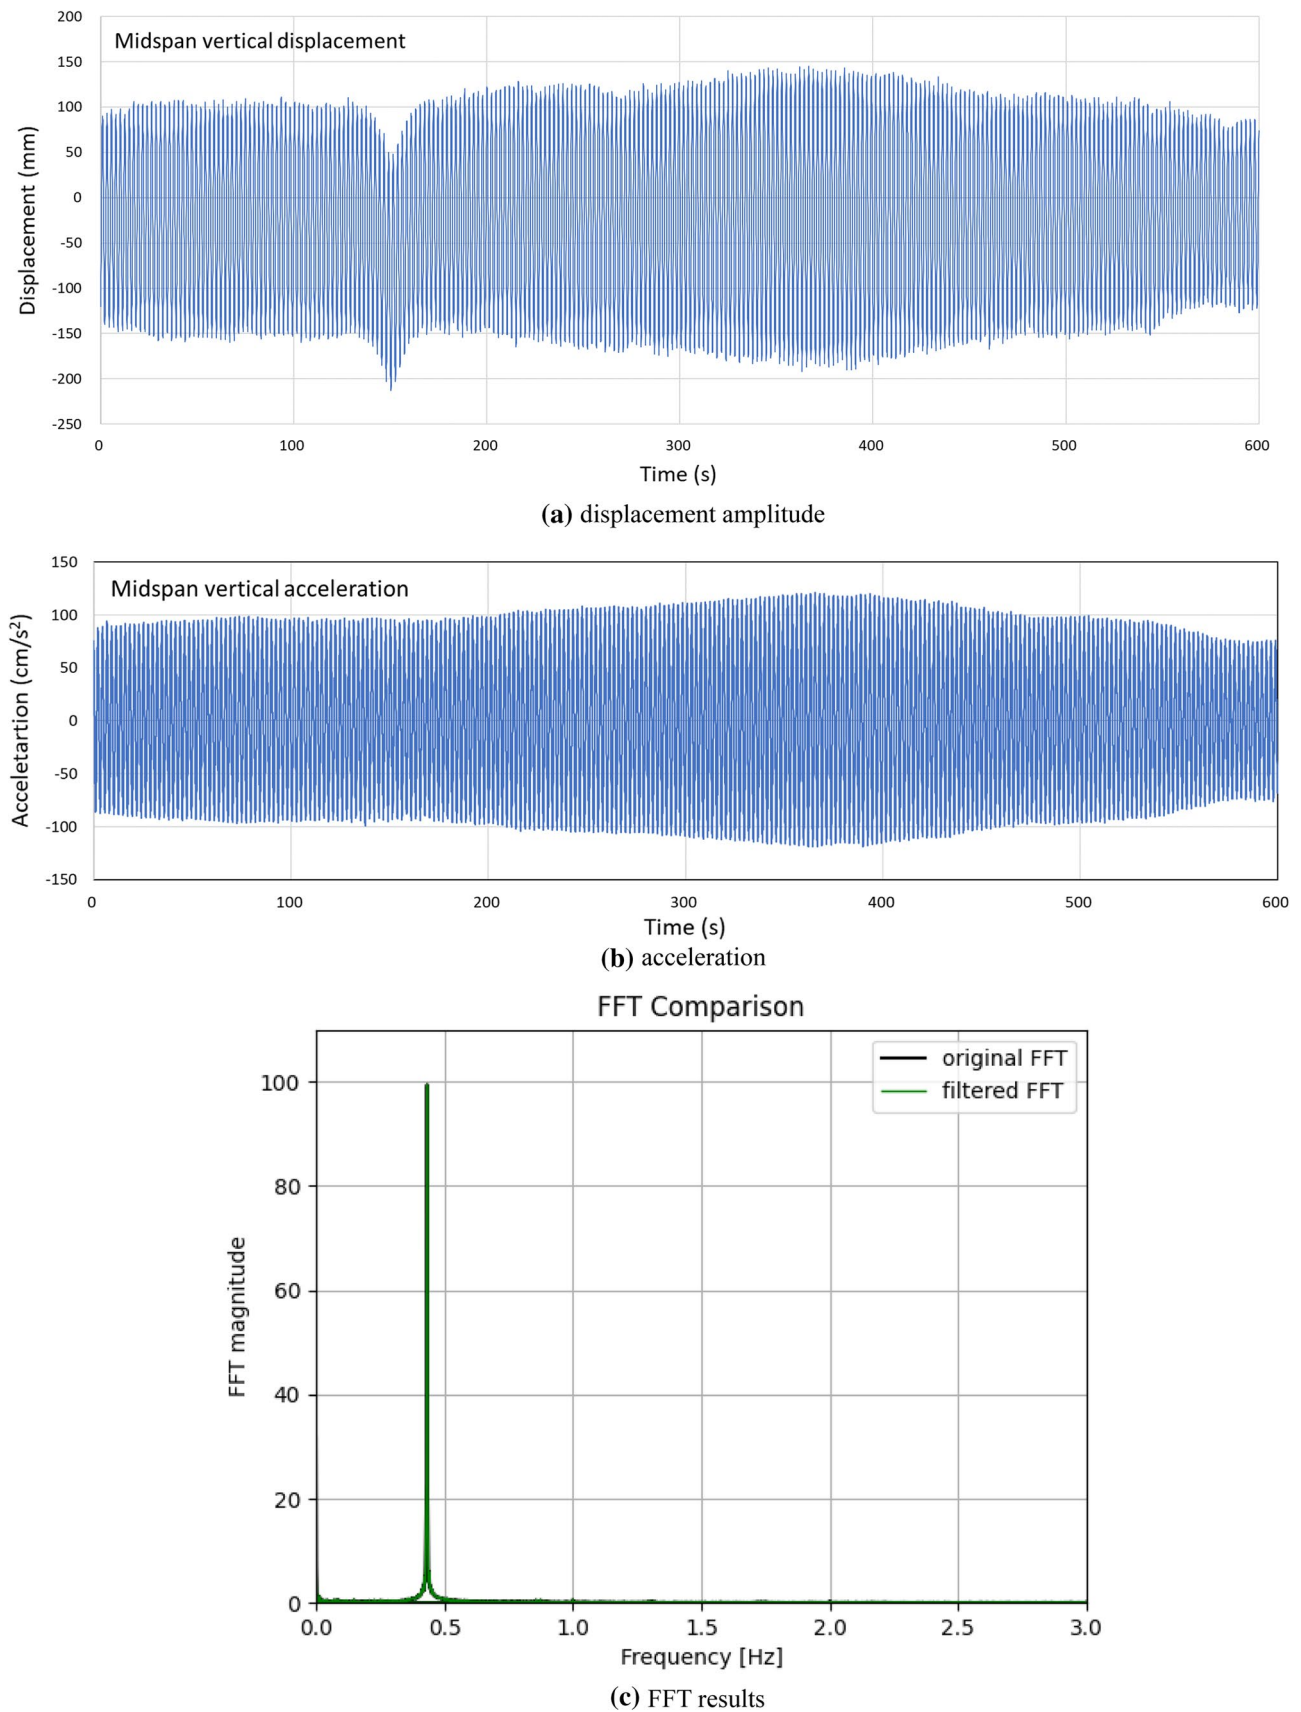 200
Midspan vertical displacement
150
100
50
0
-50
-100
-150
-200
-250
Displacement (mm)
0 100 200 300 400 500 600
Time (s)
(a) displacement amplitude
150
Midspan vertical acceleration
100
50
0
-50
-100
-150
Acceletartion (cm/s²)
0 100 200 300 400 500 600
Time (s)
(b) acceleration
FFT Comparison
original FFT
filtered FFT
100
80
60
40
20
0
FFT magnitude
0.0 0.5 1.0 1.5 2.0 2.5 3.0
Frequency [Hz]
(c) FFT results